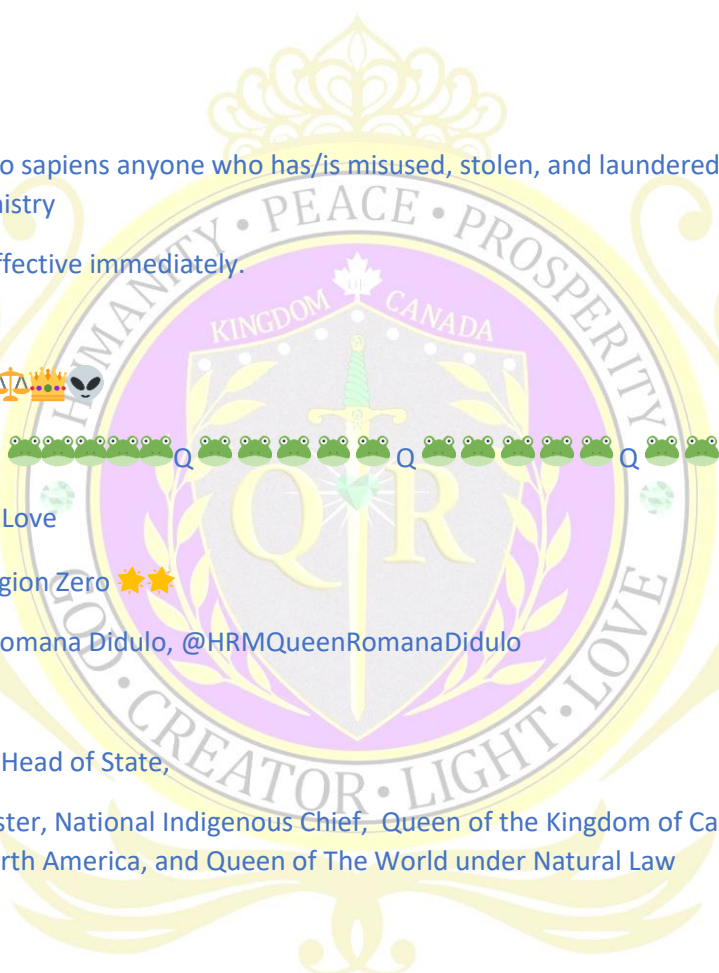 o sapiens anyone who has/is misused, stolen, and laundered
nistry
ffective immediately.
⚖️👑👽
🐸🐸🐸🐸🐸Q 🐸 🐸 🐸 🐸 🐸 Q 🐸 🐸 🐸 🐸 🐸 Q 🐸 🐸
Love
gion Zero 🌟🌟
omana Didulo, @HRMQueenRomanaDidulo
Head of State,
ster, National Indigenous Chief, Queen of the Kingdom of Ca
rth America, and Queen of The World under Natural Law
HUMANITY • PEACE • PROSPERITY
KINGDOM OF CANADA
QR
GOD • CREATOR • LIGHT • LOVE